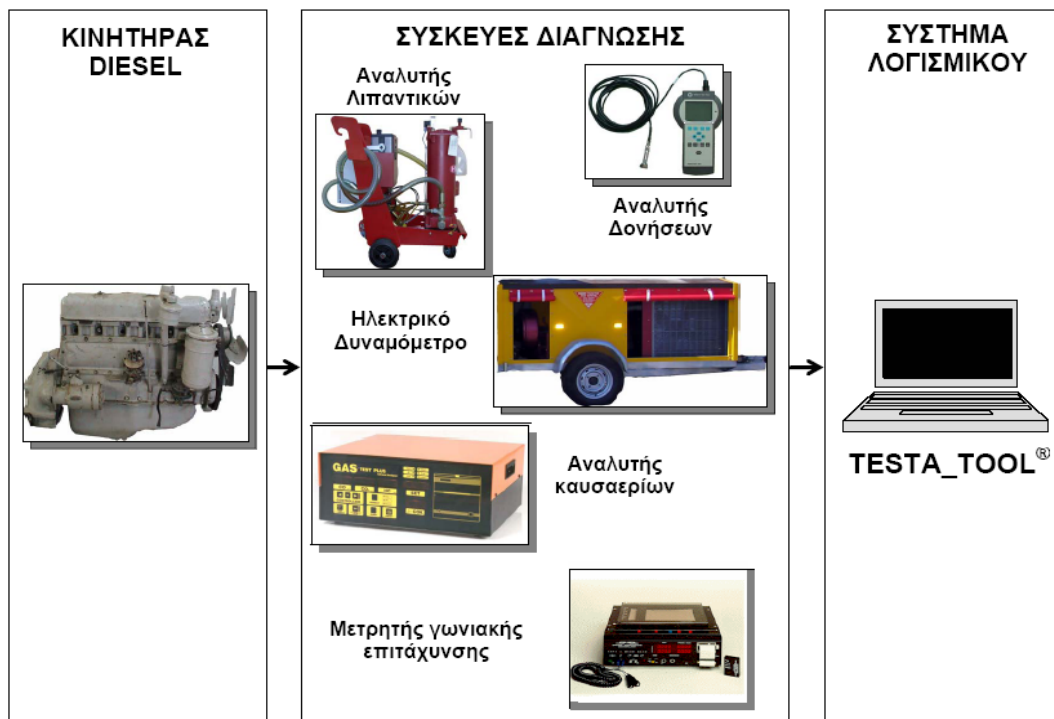 ΚΙΝΗΤΗΡΑΣ
DIESEL
ΣΥΣΚΕΥΕΣ ΔΙΑΓΝΩΣΗΣ
Αναλυτής
Λιπαντικών
Αναλυτής
Δονήσεων
Ηλεκτρικό
Δυναμόμετρο
GAS TEST PLUS
Αναλυτής
καυσαερίων
Μετρητής γωνιακής
επιτάχυνσης
ΣΥΣΤΗΜΑ
ΛΟΓΙΣΜΙΚΟΥ
TESTA_TOOL®